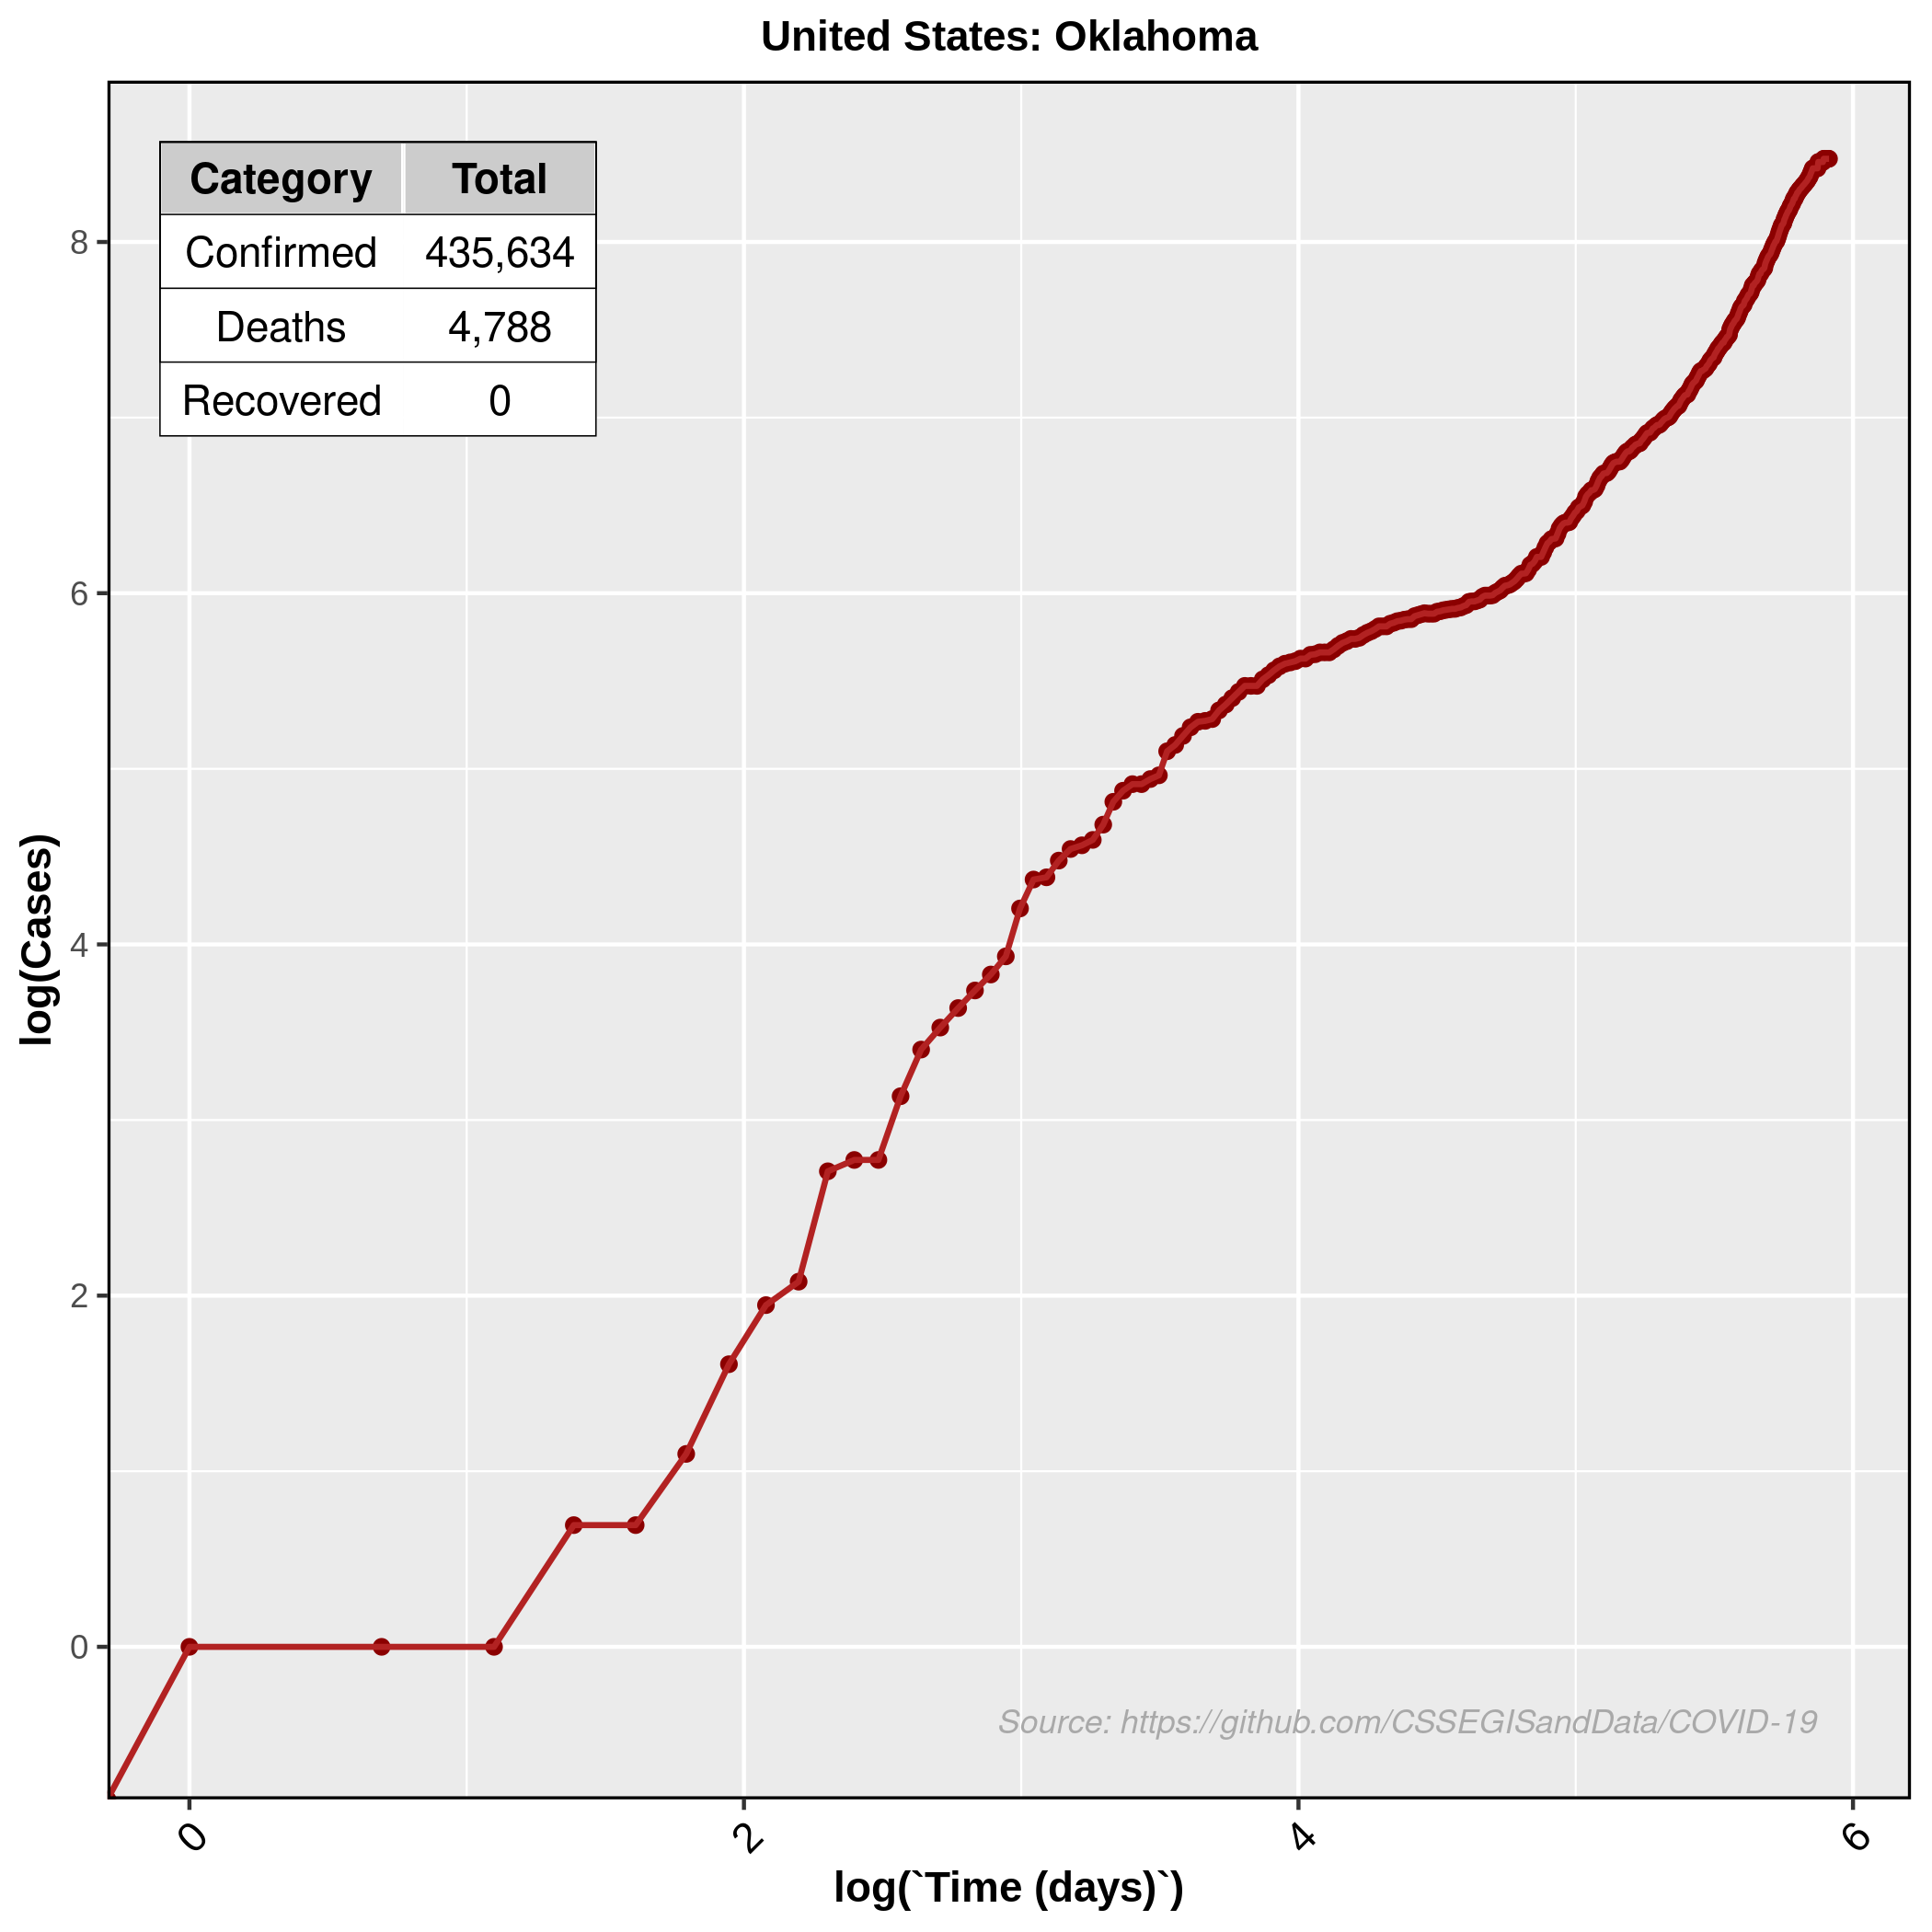 United States: Oklahoma
Category Total
Confirmed 435,634
Deaths 4,788
Recovered 0
8
6
4
2
0
log(Cases)
Source: https://github.com/CSSEGISandData/COVID-19
0 2 4 6
log(`Time (days)`)